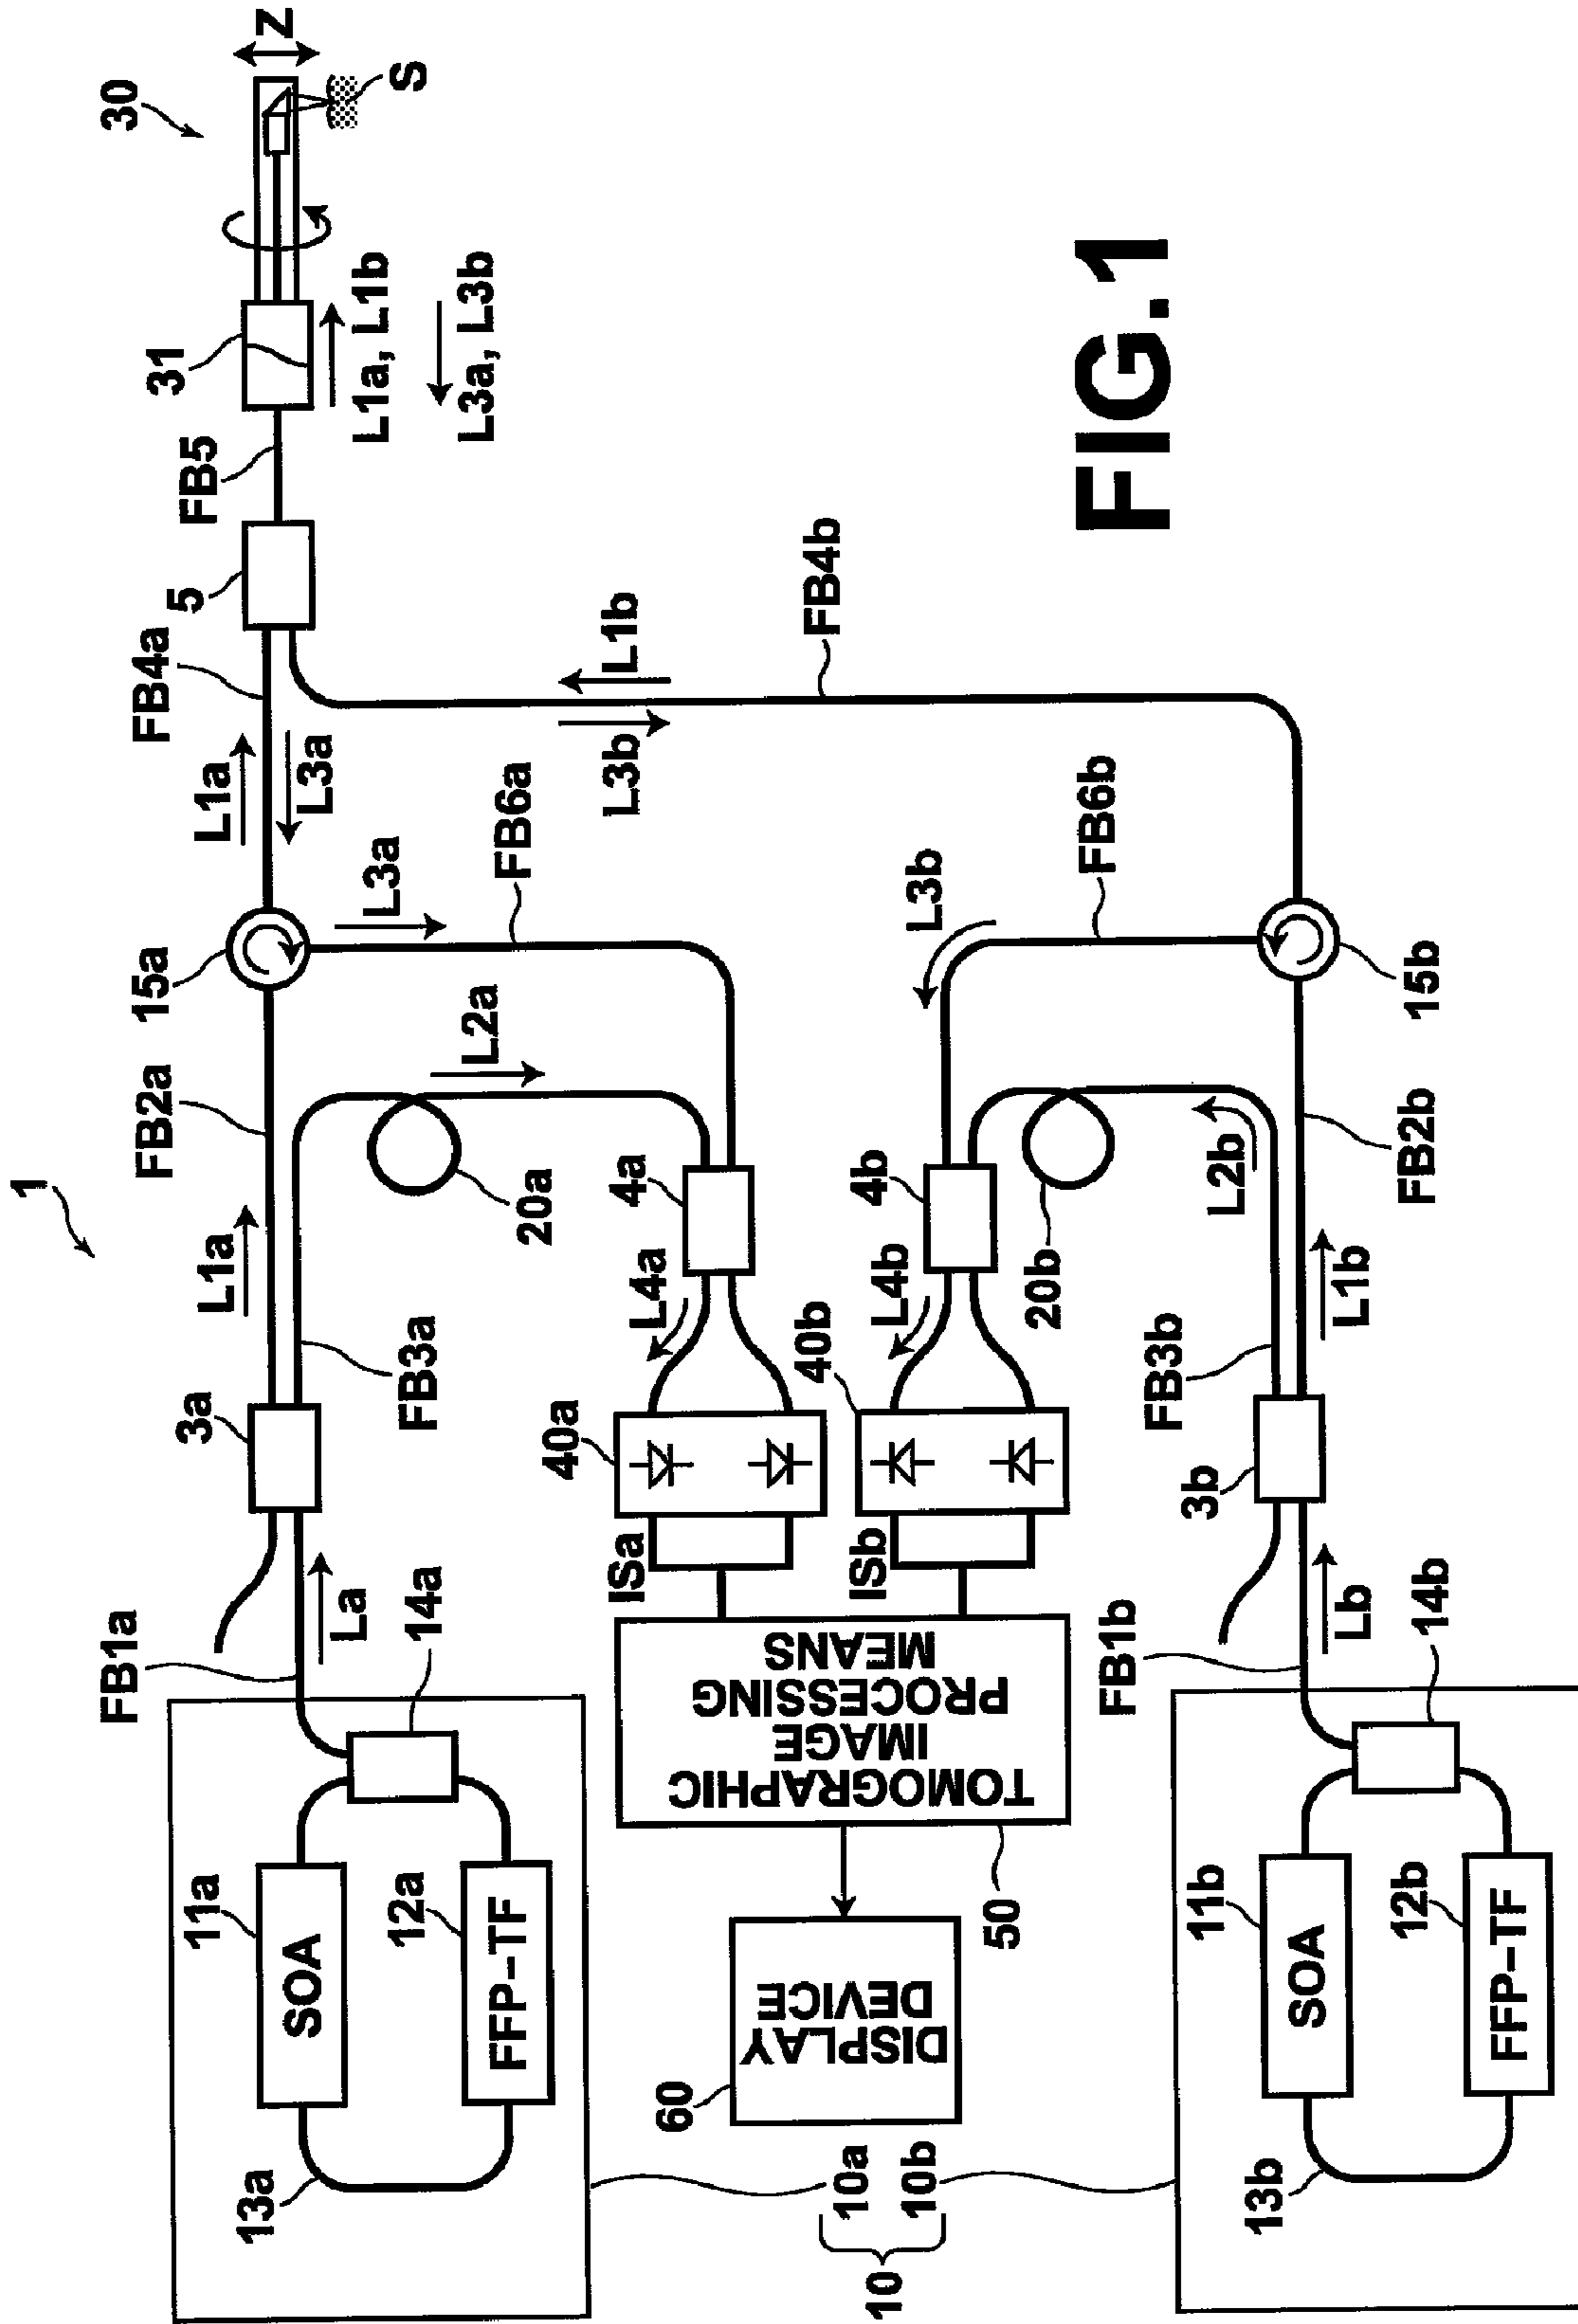 1
30
Z
S
31
L1a, L1b
L3a, L3b
FB5
5
FB4a
L1a
L3a
15a
L3a
FB6a
FB2a
L1a
L2a
20a
3a
FB3a
4a
L4a
40a
ISa
FB1a
La
14a
11a
SOA
12a
FFP-TF
13a
10a
10b
10
60
DISPLAY
DEVICE
50
TOMOGRAPHIC
IMAGE
PROCESSING
MEANS
ISb
40b
L4b
4b
20b
L3b
FB6b
L1b
L3b
FB4b
15b
FB2b
L2b
L1b
FB3b
3b
FB1b
Lb
14b
11b
SOA
12b
FFP-TF
13b
FIG.1